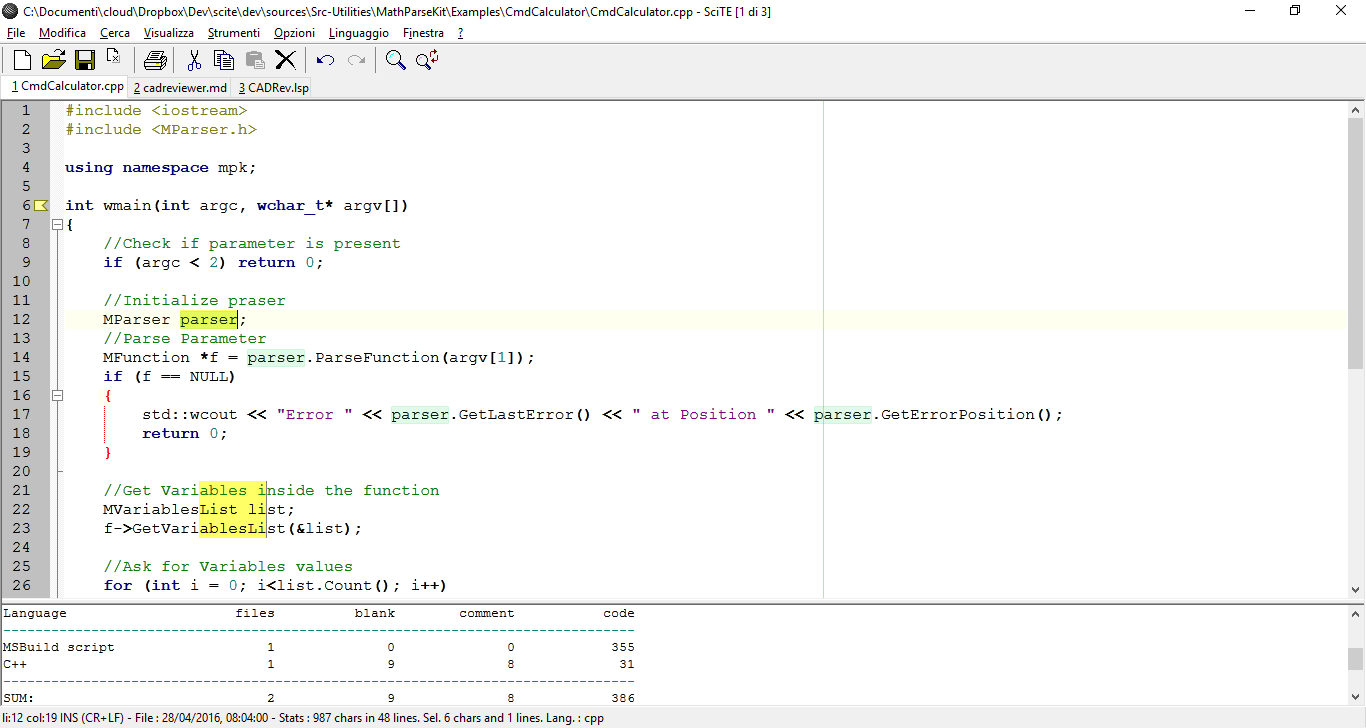 C:\Documenti\cloud\Dropbox\Dev\scite\dev\sources\Src-Utilities\MathParseKit\Examples\CmdCalculator\CmdCalculator.cpp - SciTE [1 di 3]
File Modifica Cerca Visualizza Strumenti Opzioni Linguaggio Finestra ?
1 CmdCalculator.cpp 2 cadreviewer.md 3 CADRev.lsp
1 #include <iostream>
2 #include <MParser.h>
3
4 using namespace mpk;
5
6 int wmain(int argc, wchar_t* argv[])
7 {
8 //Check if parameter is present
9 if (argc < 2) return 0;
10
11 //Initialize praser
12 MParser parser;
13 //Parse Parameter
14 MFunction *f = parser.ParseFunction(argv[1]);
15 if (f == NULL)
16 {
17 std::wcout << "Error " << parser.GetLastError() << " at Position " << parser.GetErrorPosition();
18 return 0;
19 }
20
21 //Get Variables inside the function
22 MVariablesList list;
23 f->GetVariablesList(&list);
24
25 //Ask for Variables values
26 for (int i = 0; i<list.Count(); i++)
Language files blank comment code
-------------------------------------------------------------------------------
MSBuild script 1 0 0 355
C++ 1 9 8 31
-------------------------------------------------------------------------------
SUM: 2 9 8 386
li:12 col:19 INS (CR+LF) - File : 28/04/2016, 08:04:00 - Stats : 987 chars in 48 lines. Sel. 6 chars and 1 lines. Lang. : cpp